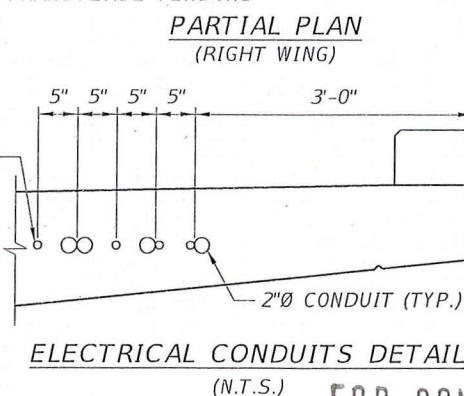 PARTIAL PLAN
(RIGHT WING)
5" 5" 5" 5" 3'-0"
2"Ø CONDUIT (TYP.)
ELECTRICAL CONDUITS DETAIL
(N.T.S.)